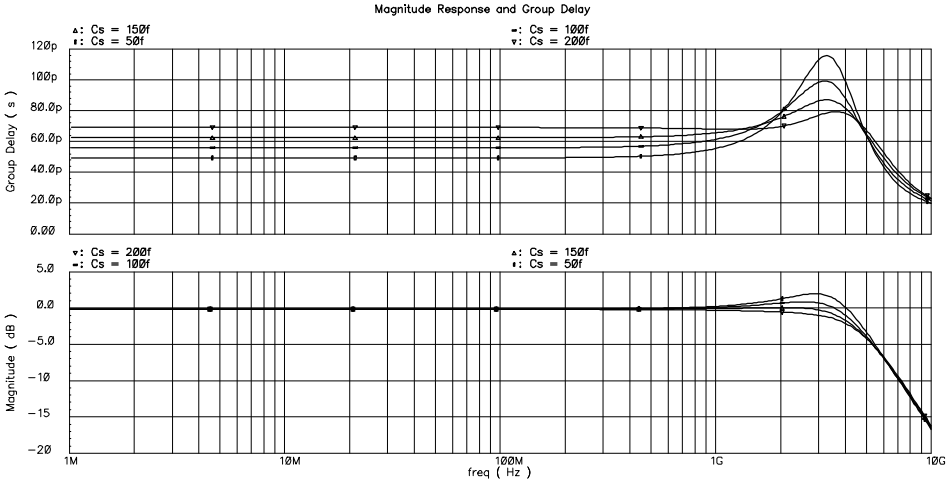 Magnitude Response and Group Delay
▵: Cs = 150f
-: Cs = 100f
⬮: Cs = 50f
▿: Cs = 200f
120p
100p
80.0p
60.0p
40.0p
20.0p
0.00
Group Delay ( s )
▿: Cs = 200f
▵: Cs = 150f
-: Cs = 100f
⬮: Cs = 50f
5.0
0.0
-5.0
-10
-15
-20
Magnitude ( dB )
1M
10M
100M
1G
10G
freq ( Hz )